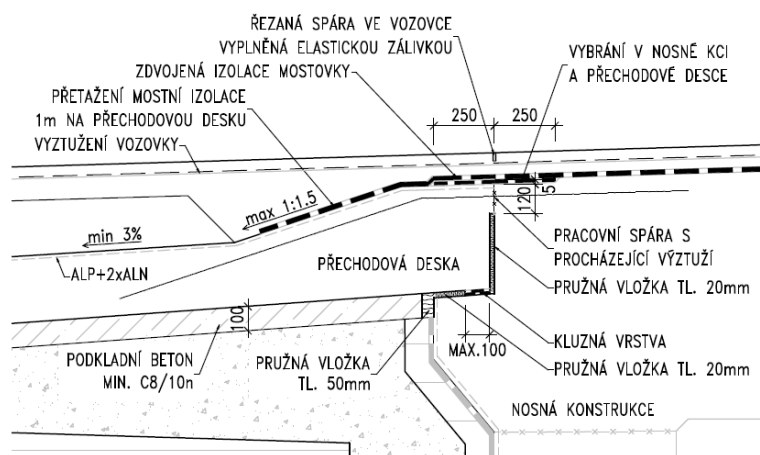 ŘEZANÁ SPÁRA VE VOZOVCE
VYPLNĚNÁ ELASTICKOU ZÁLIVKOU
ZDVOJENÁ IZOLACE MOSTOVKY
PŘETAŽENÍ MOSTNÍ IZOLACE
1m NA PŘECHODOVOU DESKU
VYZTUŽENÍ VOZOVKY
VYBRÁNÍ V NOSNÉ KCI
A PŘECHODOVÉ DESCE
250
250
max 1:1.5
5
120
min 3%
PRACOVNÍ SPÁRA S
PROCHÁZEJÍCÍ VÝZTUŽÍ
PŘECHODOVÁ DESKA
ALP+2xALN
PRUŽNÁ VLOŽKA TL. 20mm
100
KLUZNÁ VRSTVA
MAX.100
PODKLADNÍ BETON
MIN. C8/10n
PRUŽNÁ VLOŽKA
TL. 50mm
PRUŽNÁ VLOŽKA TL. 20mm
NOSNÁ KONSTRUKCE